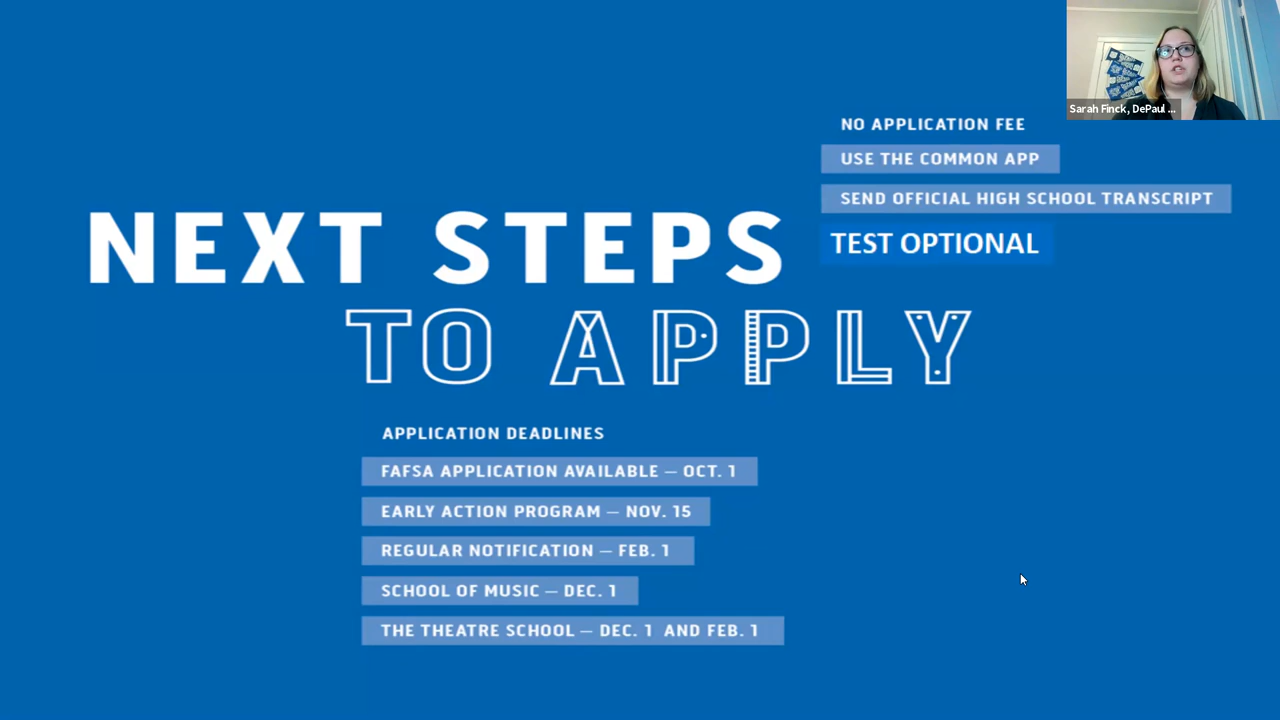 Sarah Finck, DePaul ...
NO APPLICATION FEE
USE THE COMMON APP
SEND OFFICIAL HIGH SCHOOL TRANSCRIPT
TEST OPTIONAL
NEXT STEPS
TO APPLY
APPLICATION DEADLINES
FAFSA APPLICATION AVAILABLE — OCT. 1
EARLY ACTION PROGRAM — NOV. 15
REGULAR NOTIFICATION — FEB. 1
SCHOOL OF MUSIC — DEC. 1
THE THEATRE SCHOOL — DEC. 1 AND FEB. 1